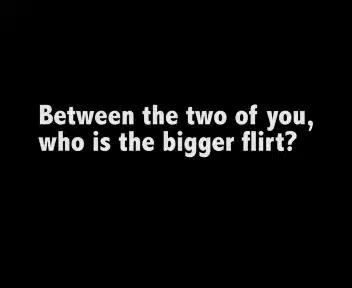 Between the two of you,
who is the bigger flirt?